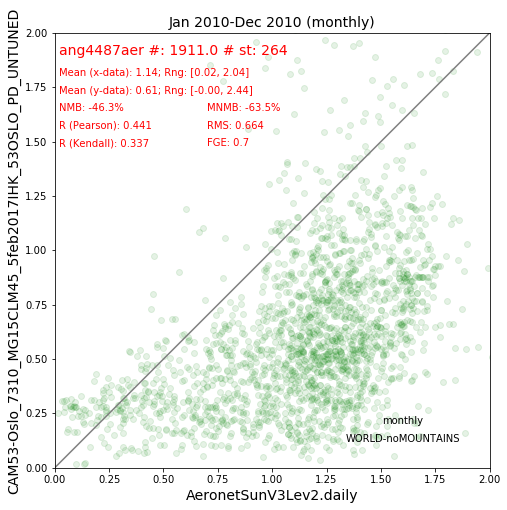 Jan 2010-Dec 2010 (monthly)
ang4487aer #: 1911.0 # st: 264
Mean (x-data): 1.14; Rng: [0.02, 2.04]
Mean (y-data): 0.61; Rng: [-0.00, 2.44]
NMB: -46.3% MNMB: -63.5%
R (Pearson): 0.441 RMS: 0.664
R (Kendall): 0.337 FGE: 0.7
CAM53-Oslo_7310_MG15CLM45_5feb2017IHK_53OSLO_PD_UNTUNED
2.00
1.75
1.50
1.25
1.00
0.75
0.50
0.25
0.00
monthly
WORLD-noMOUNTAINS
0.00 0.25 0.50 0.75 1.00 1.25 1.50 1.75 2.00
AeronetSunV3Lev2.daily